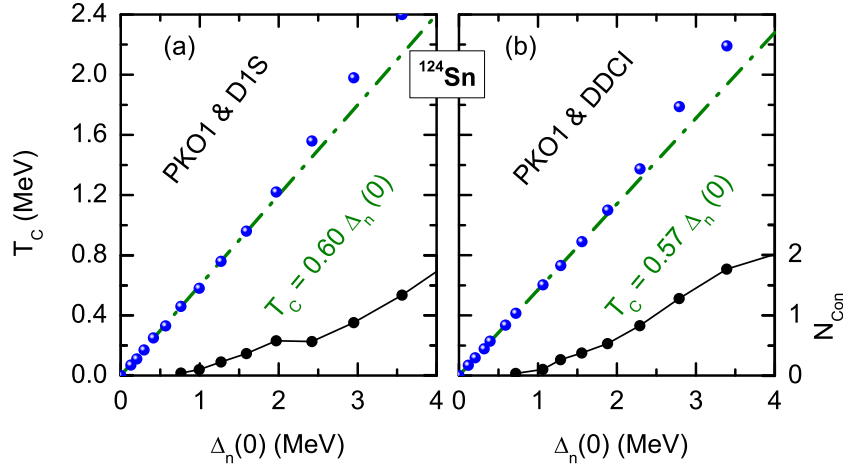 (a)
(b)
¹²⁴Sn
PKO1 & D1S
PKO1 & DDCI
T_C = 0.60 Δ_n(0)
T_C = 0.57 Δ_n(0)
T_C (MeV)
2.4
2.0
1.6
1.2
0.8
0.4
0.0
2
1
0
N_Con
0 1 2 3 4
0 1 2 3 4
Δ_n(0) (MeV)
Δ_n(0) (MeV)